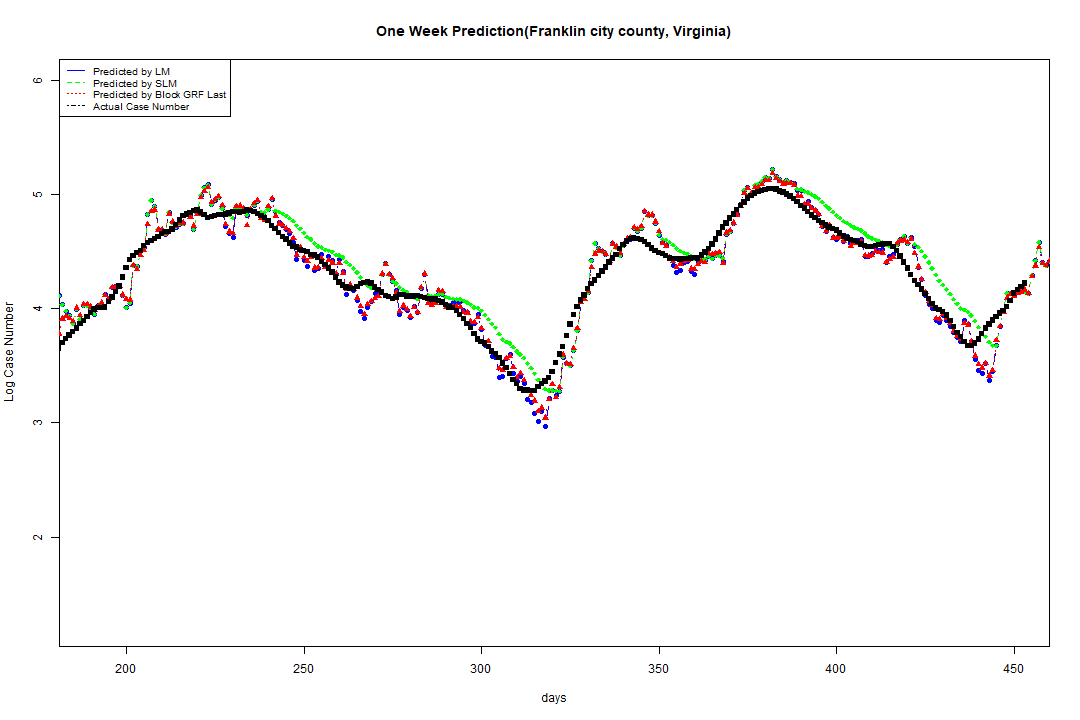 One Week Prediction(Franklin city county, Virginia)
Predicted by LM
Predicted by SLM
Predicted by Block GRF Last
Actual Case Number
6
5
4
3
2
Log Case Number
200 250 300 350 400 450
days